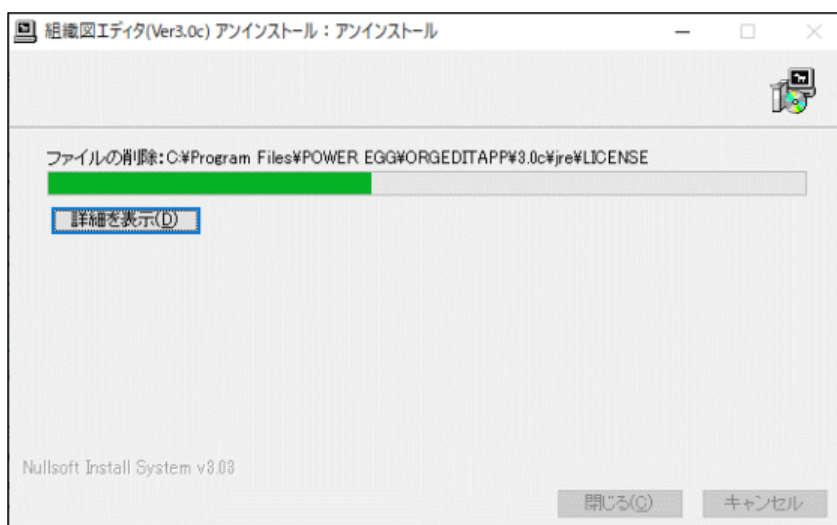 組織図エディタ(Ver3.0c) アンインストール：アンインストール
ファイルの削除:C:¥Program Files¥POWER EGG¥ORGEDITAPP¥3.0c¥jre¥LICENSE
詳細を表示(D)
Nullsoft Install System v3.03
閉じる(C)
キャンセル